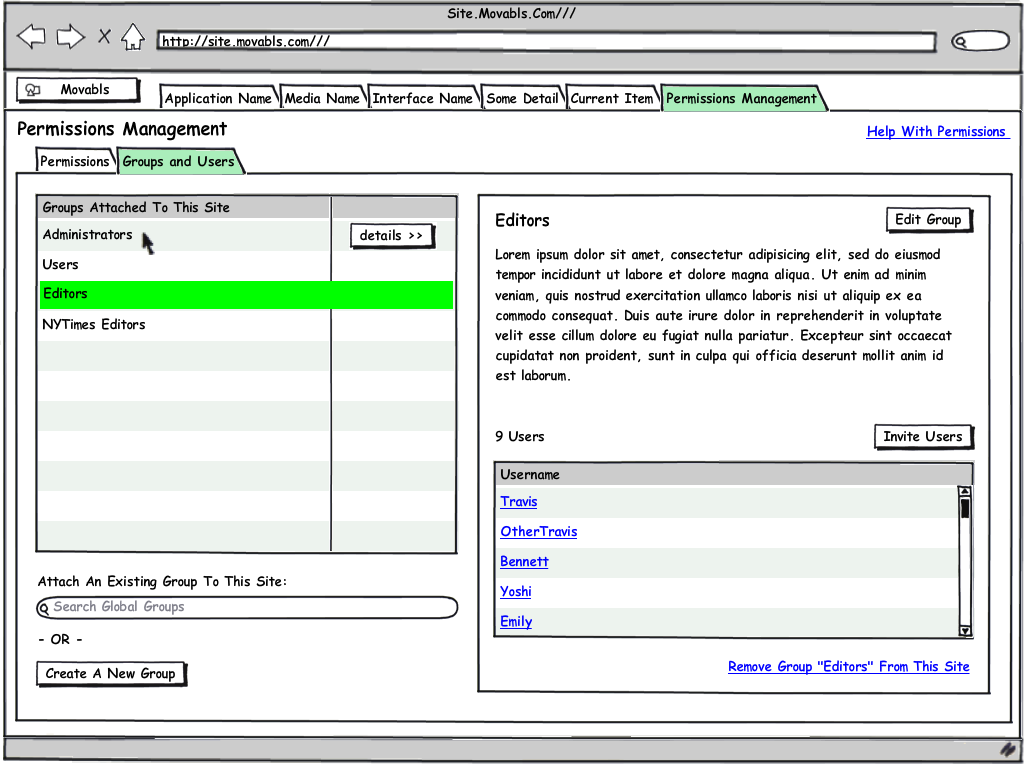 Site.Movabls.Com///
http://site.movabls.com///
Movabls
Application Name
Media Name
Interface Name
Some Detail
Current Item
Permissions Management
Permissions Management
Help With Permissions
Permissions
Groups and Users
Groups Attached To This Site
Administrators
details >>
Users
Editors
NYTimes Editors
Attach An Existing Group To This Site:
Search Global Groups
- OR -
Create A New Group
Editors
Edit Group
Lorem ipsum dolor sit amet, consectetur adipisicing elit, sed do eiusmod
tempor incididunt ut labore et dolore magna aliqua. Ut enim ad minim
veniam, quis nostrud exercitation ullamco laboris nisi ut aliquip ex ea
commodo consequat. Duis aute irure dolor in reprehenderit in voluptate
velit esse cillum dolore eu fugiat nulla pariatur. Excepteur sint occaecat
cupidatat non proident, sunt in culpa qui officia deserunt mollit anim id
est laborum.
9 Users
Invite Users
Username
Travis
OtherTravis
Bennett
Yoshi
Emily
Remove Group "Editors" From This Site